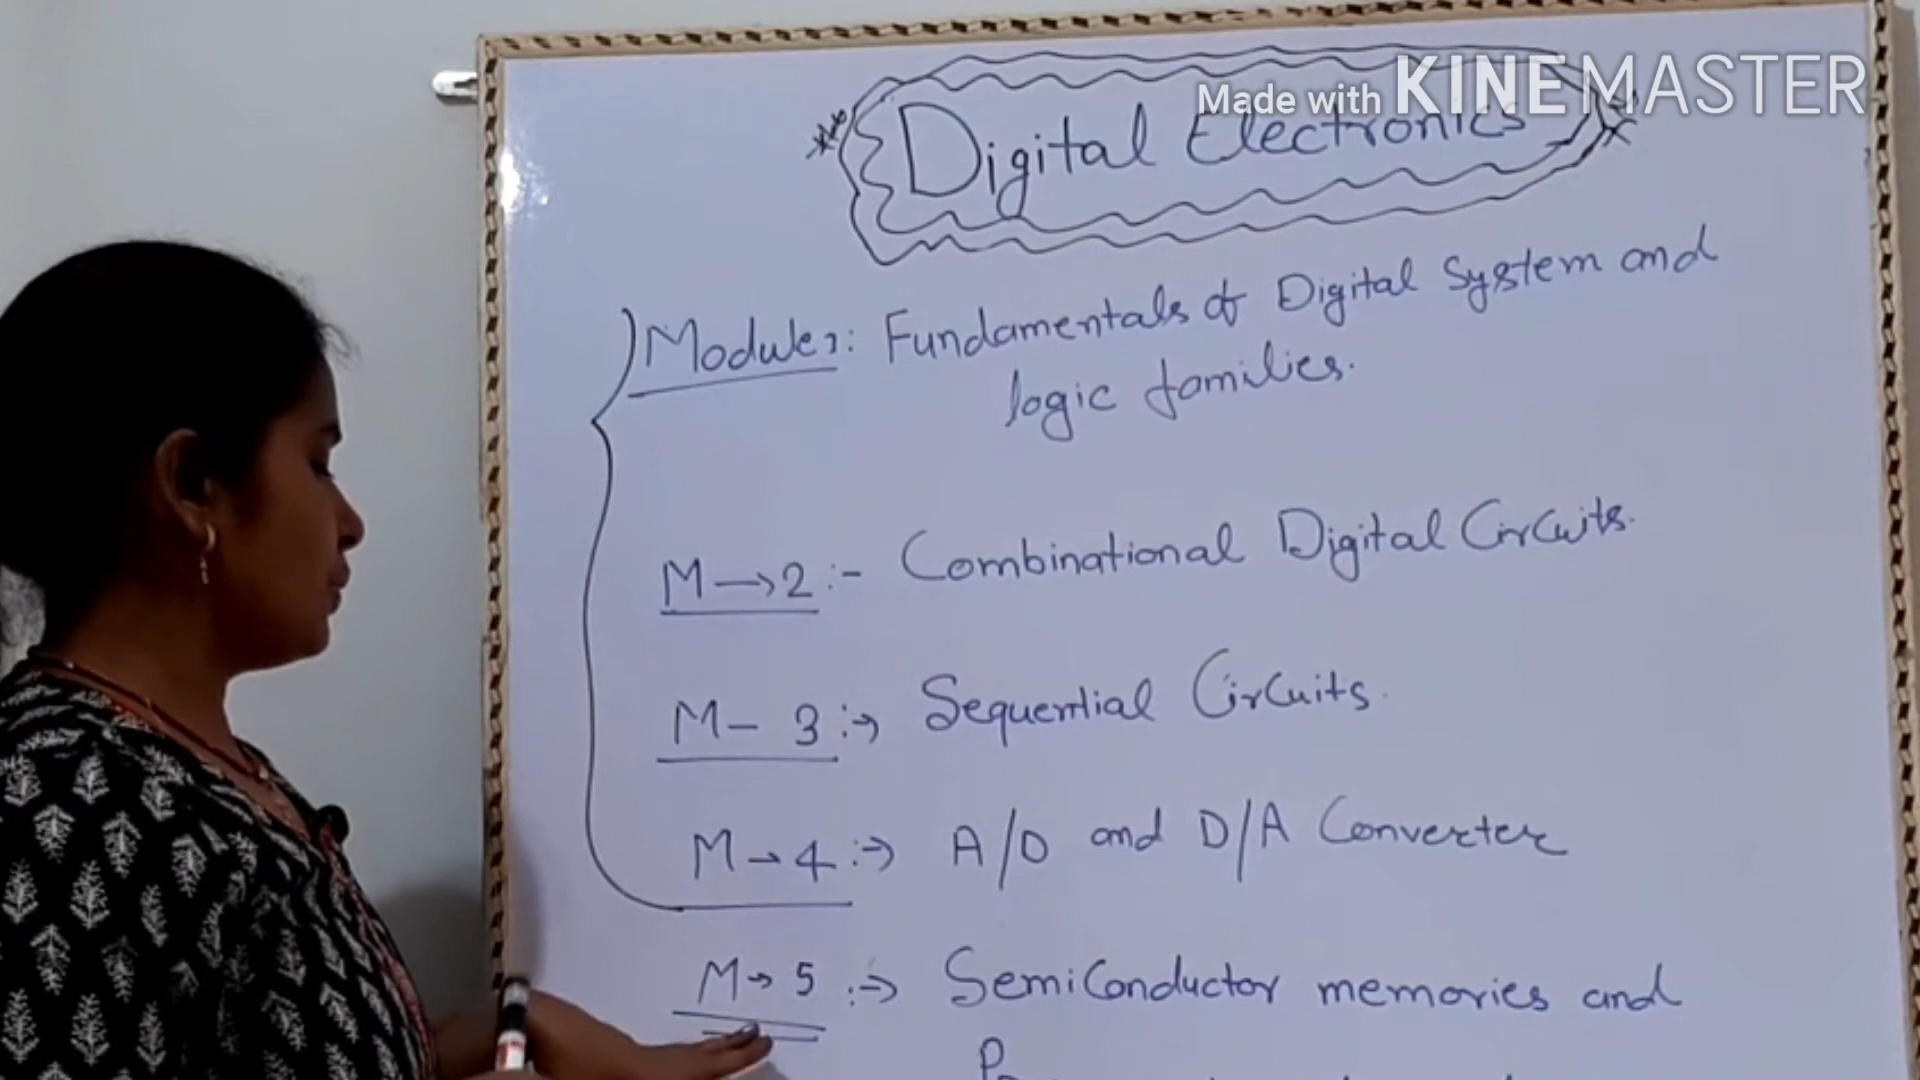 Made with KINEMASTER
Digital Electronics
Module 1: Fundamentals of Digital System and
logic families.
M→2:- Combinational Digital Circuits.
M-3:→ Sequential Circuits.
M→4:→ A/D and D/A Converter
M→5:→ SemiConductor memories and